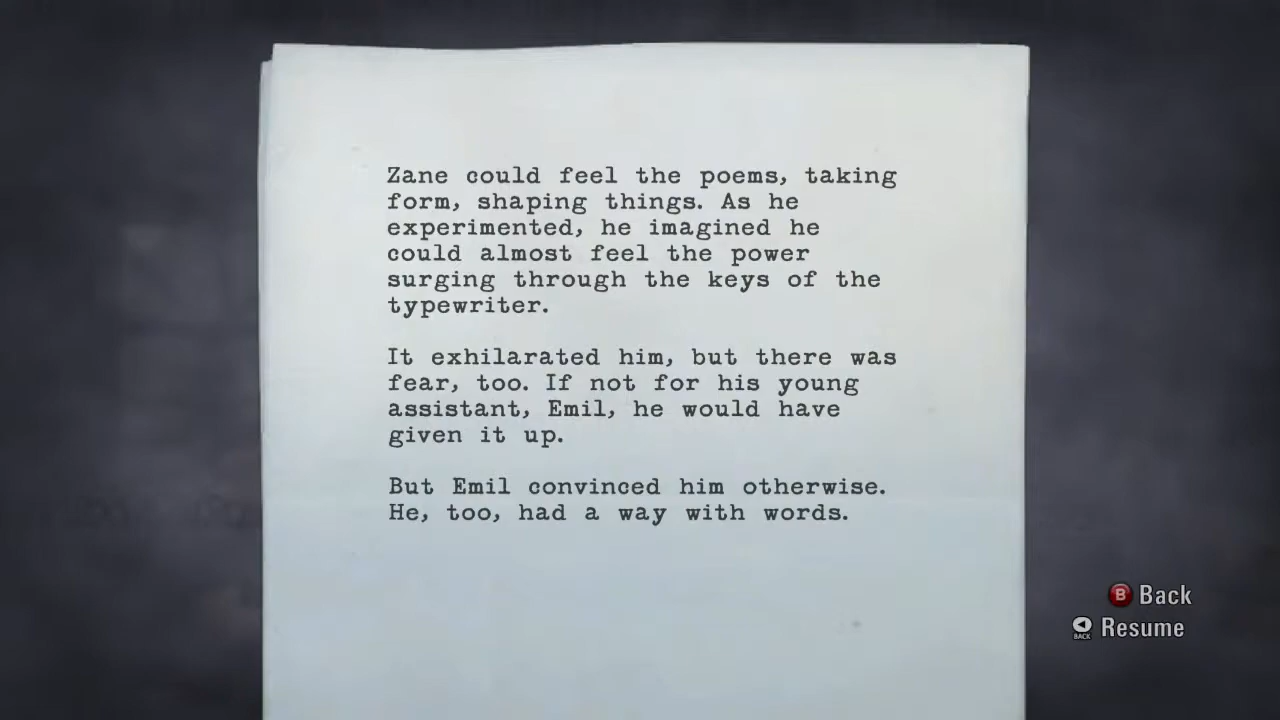 Zane could feel the poems, taking
form, shaping things. As he
experimented, he imagined he
could almost feel the power
surging through the keys of the
typewriter.
It exhilarated him, but there was
fear, too. If not for his young
assistant, Emil, he would have
given it up.
But Emil convinced him otherwise.
He, too, had a way with words.
B Back
BACK Resume